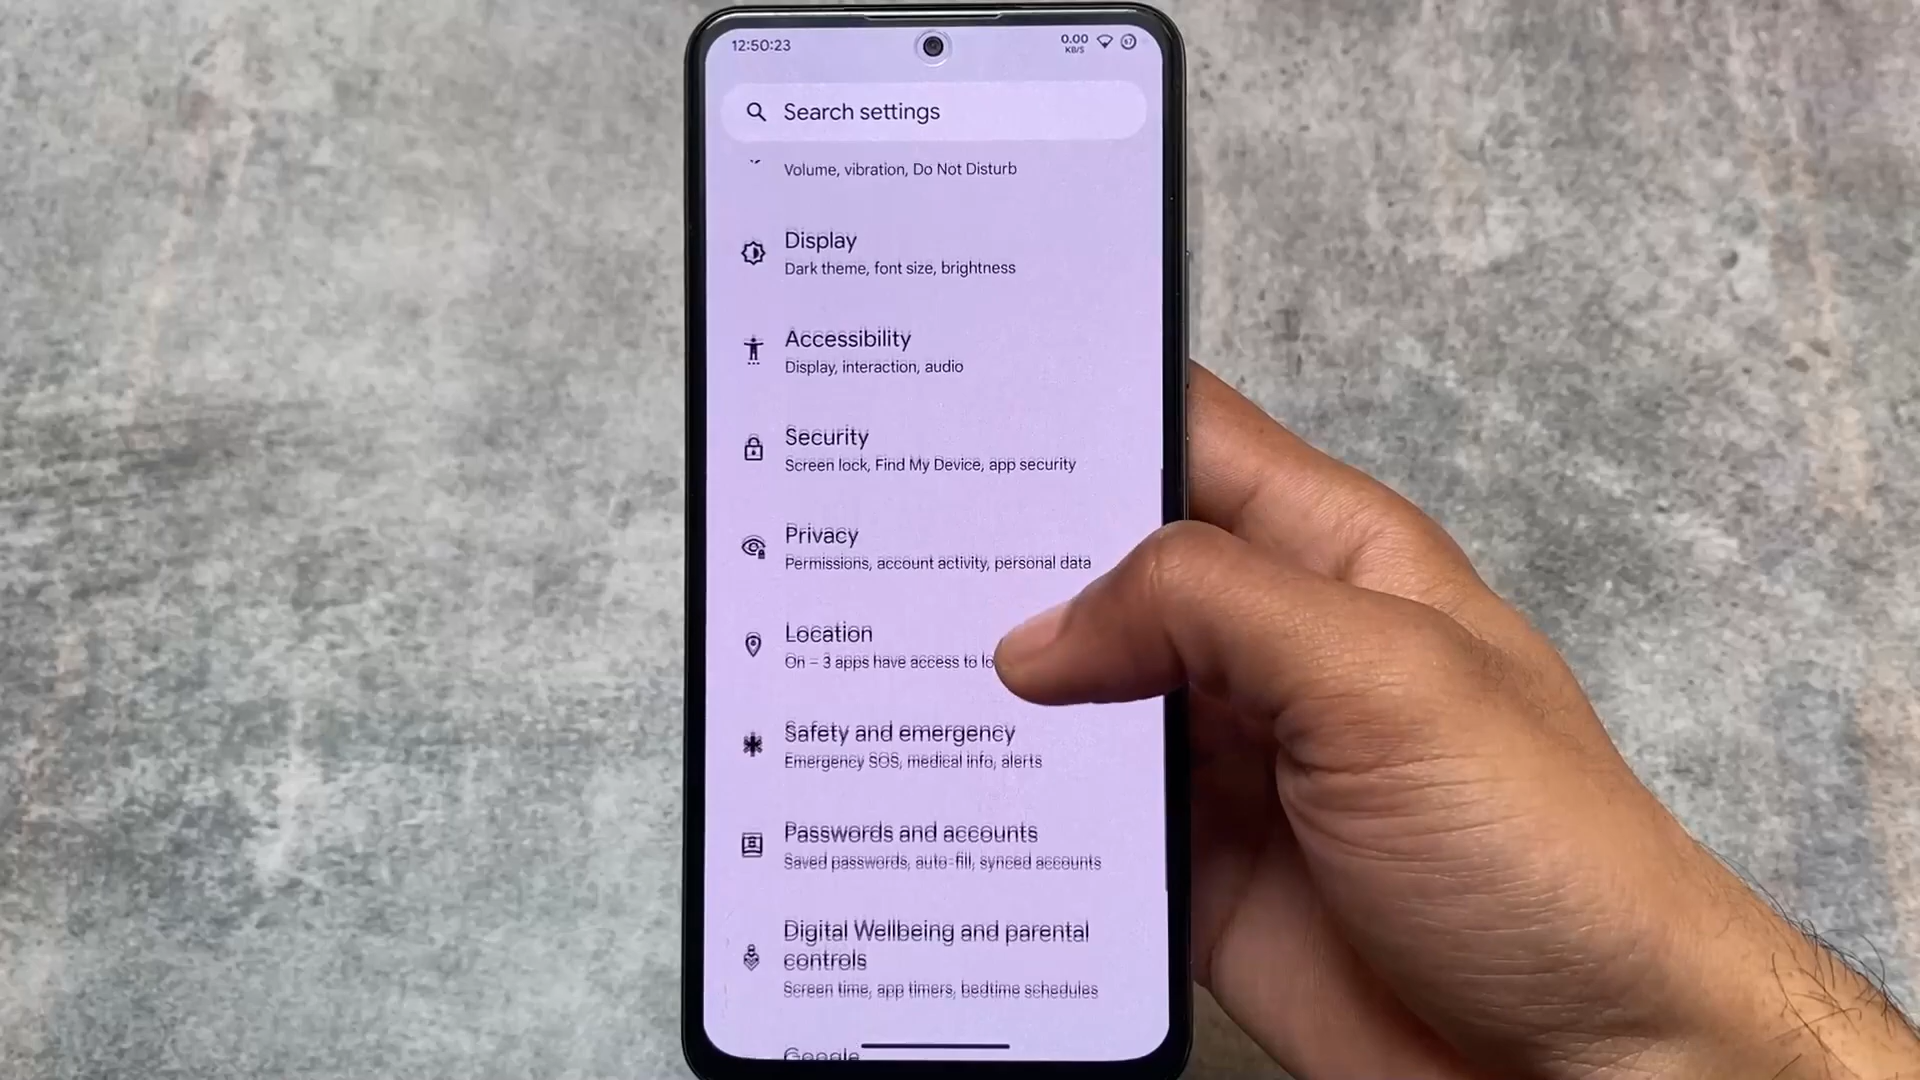 12:50:23
0.00
KB/S
67
Search settings
Volume, vibration, Do Not Disturb
Display
Dark theme, font size, brightness
Accessibility
Display, interaction, audio
Security
Screen lock, Find My Device, app security
Privacy
Permissions, account activity, personal data
Location
On – 3 apps have access to lo
Safety and emergency
Emergency SOS, medical info, alerts
Passwords and accounts
Saved passwords, auto-fill, synced accounts
Digital Wellbeing and parental
controls
Screen time, app timers, bedtime schedules
Google